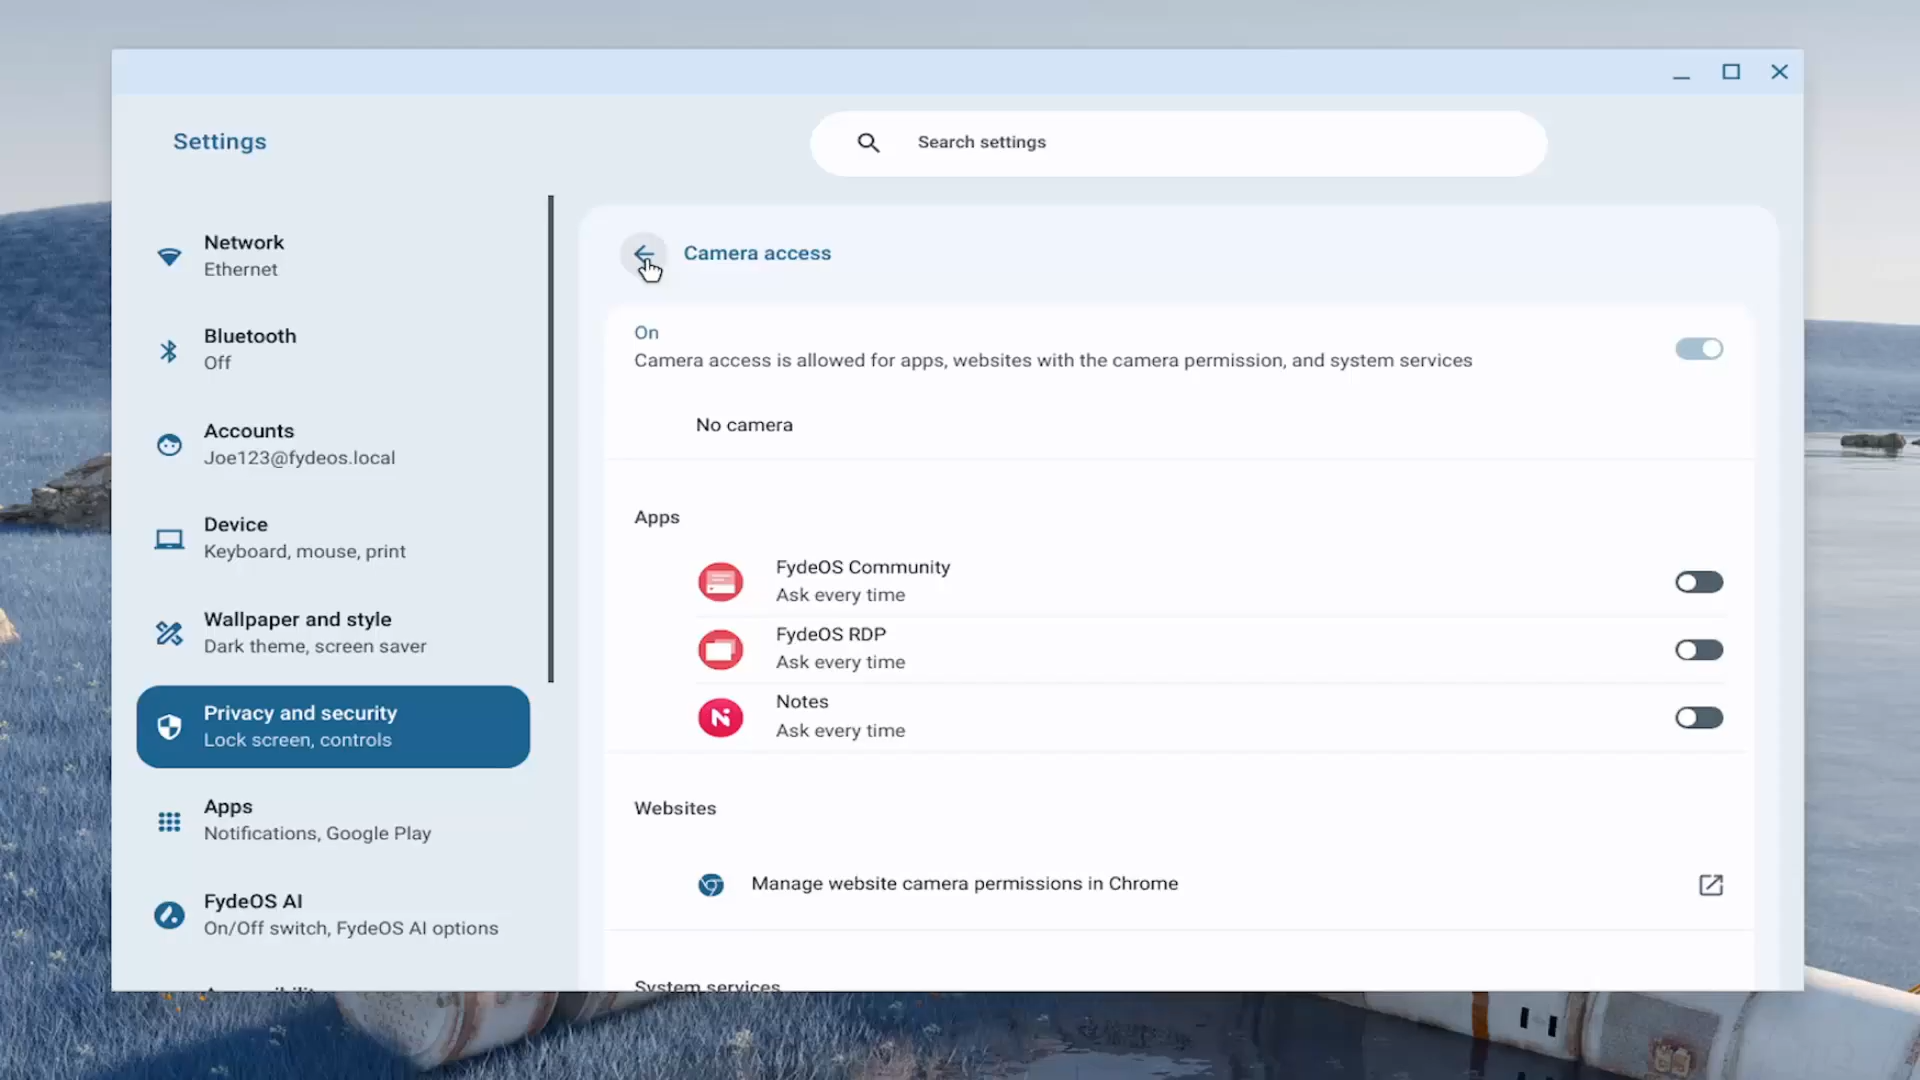 Settings
Search settings
Network
Ethernet
Bluetooth
Off
Accounts
Joe123@fydeos.local
Device
Keyboard, mouse, print
Wallpaper and style
Dark theme, screen saver
Privacy and security
Lock screen, controls
Apps
Notifications, Google Play
FydeOS AI
On/Off switch, FydeOS AI options
Camera access
On
Camera access is allowed for apps, websites with the camera permission, and system services
No camera
Apps
FydeOS Community
Ask every time
FydeOS RDP
Ask every time
Notes
Ask every time
Websites
Manage website camera permissions in Chrome
System services